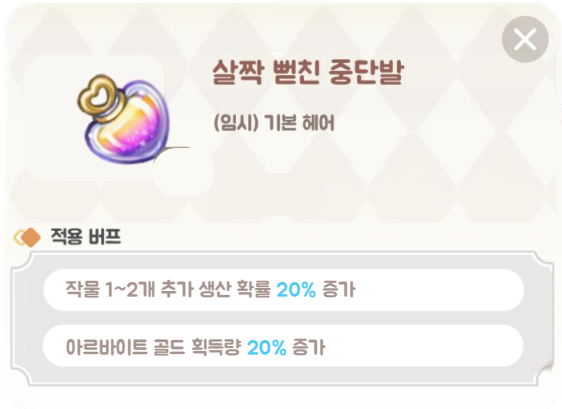 살짝 뻗친 중단발
(임시) 기본 헤어
적용 버프
작물 1~2개 추가 생산 확률 20% 증가
아르바이트 골드 획득량 20% 증가